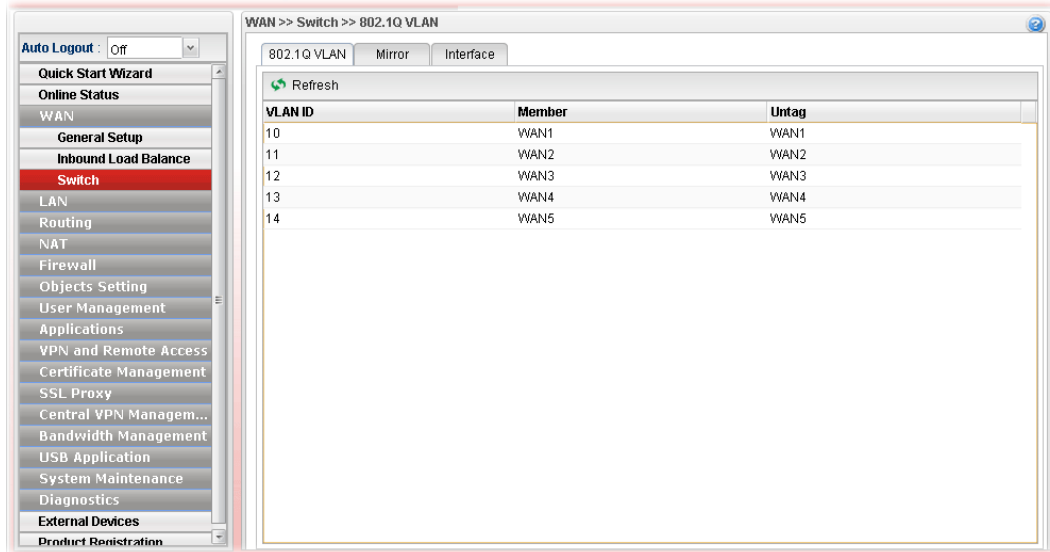 WAN >> Switch >> 802.1Q VLAN
Auto Logout : Off
Quick Start Wizard
Online Status
WAN
General Setup
Inbound Load Balance
Switch
LAN
Routing
NAT
Firewall
Objects Setting
User Management
Applications
VPN and Remote Access
Certificate Management
SSL Proxy
Central VPN Managem...
Bandwidth Management
USB Application
System Maintenance
Diagnostics
External Devices
Product Registration
802.1Q VLAN Mirror Interface
Refresh
VLAN ID Member Untag
10 WAN1 WAN1
11 WAN2 WAN2
12 WAN3 WAN3
13 WAN4 WAN4
14 WAN5 WAN5